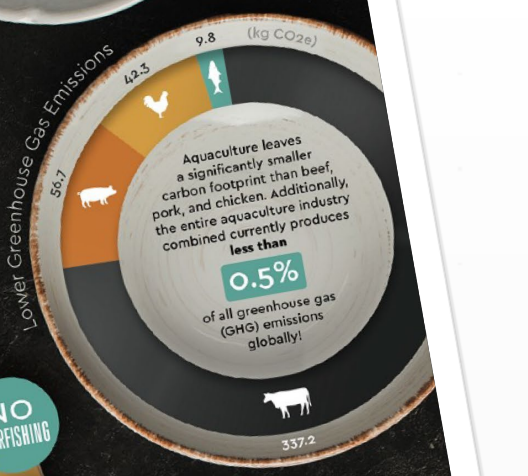 Lower Greenhouse Gas Emissions
56.7
42.3
9.8
(kg CO2e)
Aquaculture leaves
a significantly smaller
carbon footprint than beef,
pork, and chicken. Additionally,
the entire aquaculture industry
combined currently produces
less than
0.5%
of all greenhouse gas
(GHG) emissions
globally!
337.2
NO